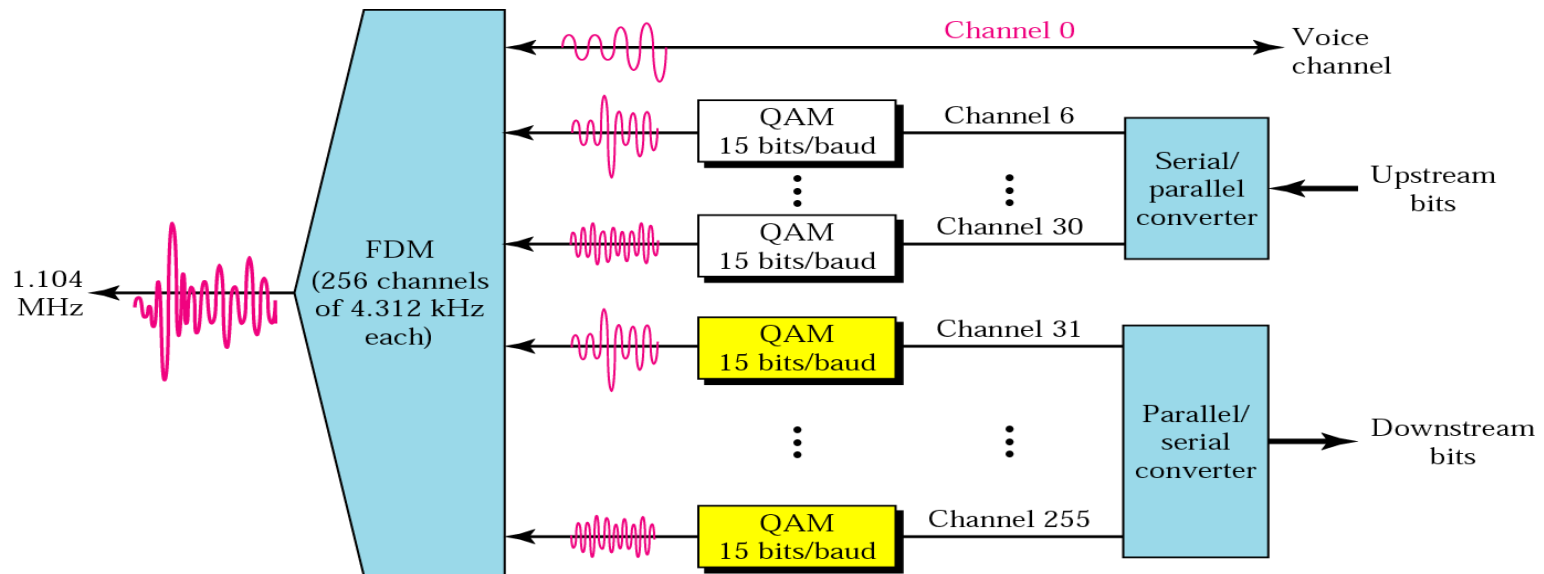 Channel 0
Voice
channel
QAM
15 bits/baud
Channel 6
Serial/
parallel
converter
Upstream
bits
QAM
15 bits/baud
Channel 30
1.104
MHz
FDM
(256 channels
of 4.312 kHz
each)
QAM
15 bits/baud
Channel 31
Parallel/
serial
converter
Downstream
bits
QAM
15 bits/baud
Channel 255